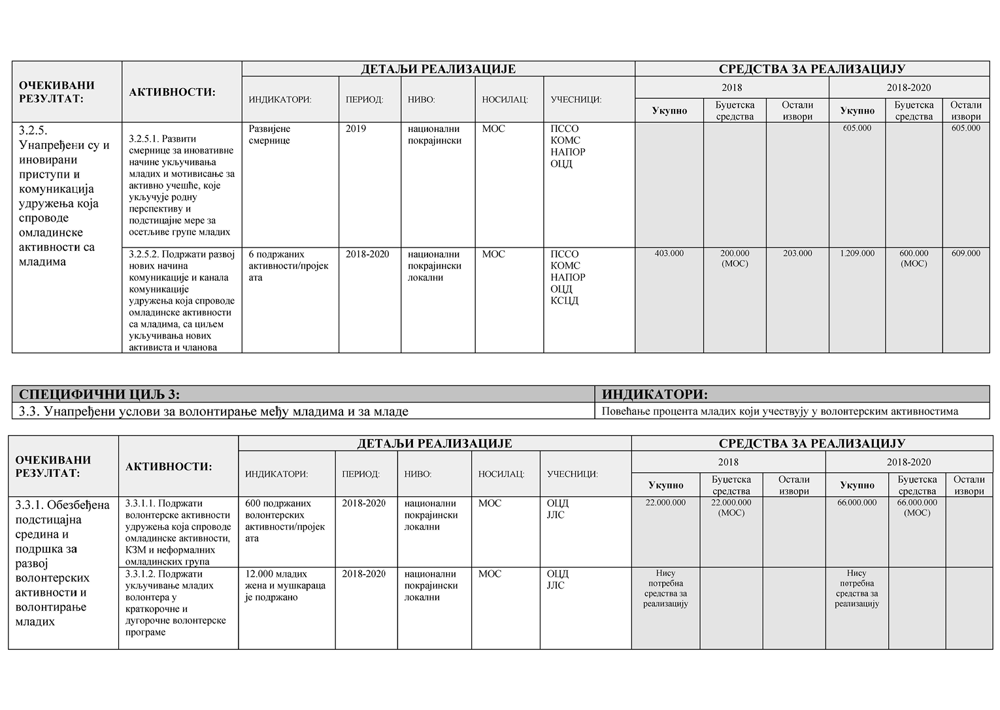 ОЧЕКИВАНИ
РЕЗУЛТАТ:
АКТИВНОСТИ:
ДЕТАЉИ РЕАЛИЗАЦИЈЕ
СРЕДСТВА ЗА РЕАЛИЗАЦИЈУ
ИНДИКАТОРИ:
ПЕРИОД:
НИВО:
НОСИЛАЦ:
УЧЕСНИЦИ:
2018
2018-2020
Укупно
Буџетска
средства
Остали
извори
Укупно
Буџетска
средства
Остали
извори
3.2.5.
Унапређени су и
иновирани
приступи и
комуникација
удружења која
спроводе
омладинске
активности са
младима
3.2.5.1. Развити
смернице за иновативне
начине укључивања
младих и мотивисање за
активно учешће, које
укључује родну
перспективу и
подстицајне мере за
осетљиве групе младих
Развијене
смернице
2019
национални
покрајински
МОС
ПССО
КОМС
НАПОР
ОЦД
605.000
605.000
3.2.5.2. Подржати развој
нових начина
комуникације и канала
комуникације
удружења која спроводе
омладинске активности
са младима, са циљем
укључивања нових
активиста и чланова
6 подржаних
активности/пројек
ата
2018-2020
национални
покрајински
локални
МОС
ПССО
КОМС
НАПОР
ОЦД
КСЦД
403.000
200.000
(МОС)
203.000
1.209.000
600.000
(МОС)
609.000
СПЕЦИФИЧНИ ЦИЉ 3:
ИНДИКАТОРИ:
3.3. Унапређени услови за волонтирање међу младима и за младе
Повећање процента младих који учествују у волонтерским активностима
ОЧЕКИВАНИ
РЕЗУЛТАТ:
АКТИВНОСТИ:
ДЕТАЉИ РЕАЛИЗАЦИЈЕ
СРЕДСТВА ЗА РЕАЛИЗАЦИЈУ
ИНДИКАТОРИ:
ПЕРИОД:
НИВО:
НОСИЛАЦ:
УЧЕСНИЦИ:
2018
2018-2020
Укупно
Буџетска
средства
Остали
извори
Укупно
Буџетска
средства
Остали
извори
3.3.1. Обезбеђена
подстицајна
средина и
подршка за
развој
волонтерских
активности и
волонтирање
младих
3.3.1.1. Подржати
волонтерске активности
удружења која спроводе
омладинске активности,
КЗМ и неформалних
омладинских група
600 подржаних
волонтерских
активности/пројек
ата
2018-2020
национални
покрајински
локални
МОС
ОЦД
ЈЛС
22.000.000
22.000.000
(МОС)
66.000.000
66.000.000
(МОС)
3.3.1.2. Подржати
укључивање младих
волонтера у
краткорочне и
дугорочне волонтерске
програме
12.000 младих
жена и мушкараца
је подржано
2018-2020
национални
покрајински
локални
МОС
ОЦД
ЈЛС
Нису
потребна
средства за
реализацију
Нису
потребна
средства за
реализацију